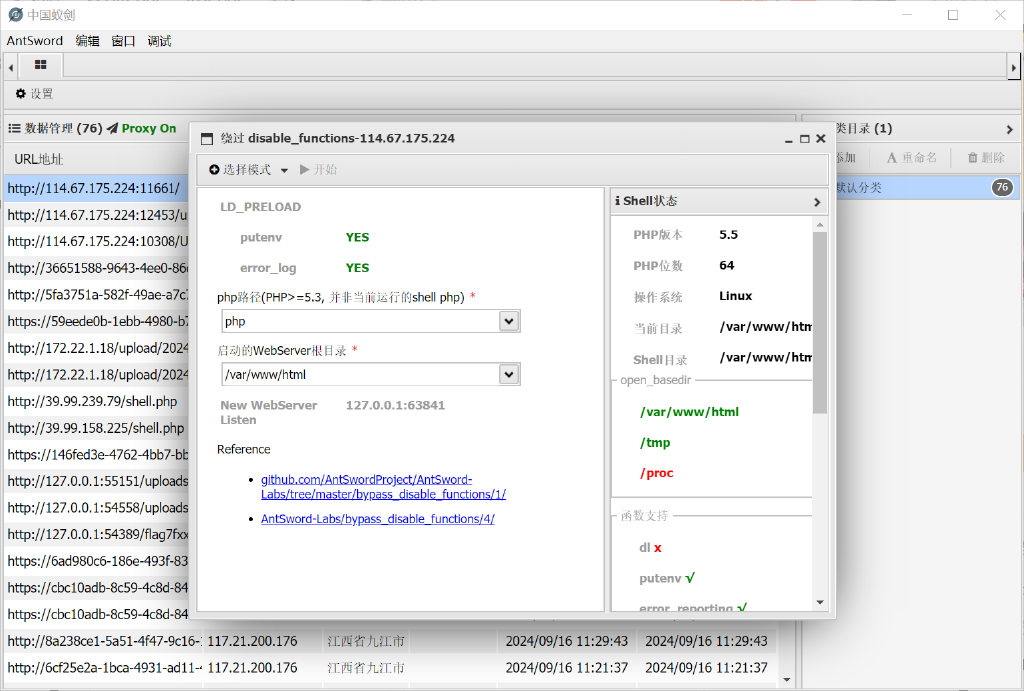 中国蚁剑
AntSword 编辑 窗口 调试
设置
数据管理 (76) Proxy On
类目录 (1)
URL地址
添加 重命名 删除
http://114.67.175.224:11661/
默认分类 76
http://114.67.175.224:12453/u
http://114.67.175.224:10308/U
http://36651588-9643-4ee0-86
http://5fa3751a-582f-49ae-a7c
https://59eede0b-1ebb-4980-b7
http://172.22.1.18/upload/2024
http://172.22.1.18/upload/2024
http://39.99.239.79/shell.php
http://39.99.158.225/shell.php
https://146fed3e-4762-4bb7-bb
http://127.0.0.1:55151/uploads
http://127.0.0.1:54558/uploads
http://127.0.0.1:54389/flag7fxx
https://6ad980c6-186e-493f-83
https://cbc10adb-8c59-4c8d-84
https://cbc10adb-8c59-4c8d-84
http://8a238ce1-5a51-4f47-9c16- 117.21.200.176 江西省九江市 2024/09/16 11:29:43 2024/09/16 11:29:43
http://6cf25e2a-1bca-4931-ad11- 117.21.200.176 江西省九江市 2024/09/16 11:21:37 2024/09/16 11:21:37
绕过 disable_functions-114.67.175.224
选择模式 开始
LD_PRELOAD
putenv YES
error_log YES
php路径(PHP>=5.3, 并非当前运行的shell php) *
php
启动的WebServer根目录 *
/var/www/html
New WebServer Listen 127.0.0.1:63841
Reference
github.com/AntSwordProject/AntSword-
Labs/tree/master/bypass_disable_functions/1/
AntSword-Labs/bypass_disable_functions/4/
Shell状态
PHP版本 5.5
PHP位数 64
操作系统 Linux
当前目录 /var/www/htm
Shell目录 /var/www/htm
open_basedir
/var/www/html
/tmp
/proc
函数支持
dl x
putenv √
error_reporting √